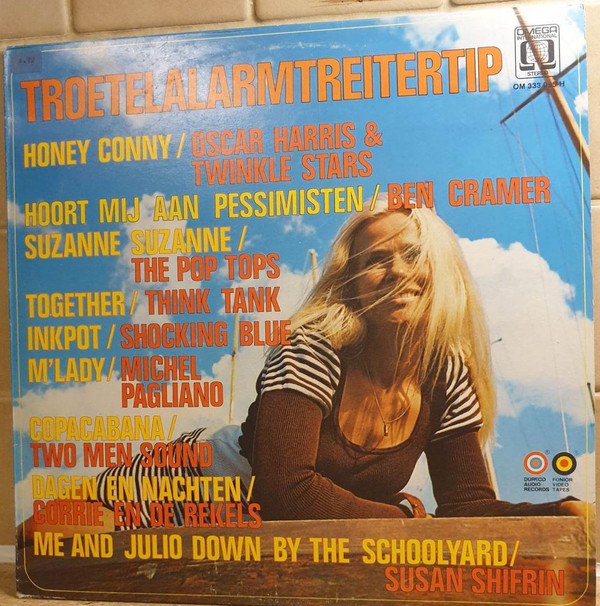 OMEGA
INTERNATIONAL
STEREO
TROETELALARMTREITERTIP
HONEY CONNY / OSCAR HARRIS &
TWINKLE STARS
HOORT MIJ AAN PESSIMISTEN / BEN CRAMER
SUZANNE SUZANNE /
THE POP TOPS
TOGETHER / THINK TANK
INKPOT / SHOCKING BLUE
M'LADY / MICHEL
PAGLIANO
COPACABANA /
TWO MEN SOUND
DAGEN EN NACHTEN /
CORRIE EN DE REKELS
DURECO FONIOR
AUDIO VIDEO
RECORDS TAPES
ME AND JULIO DOWN BY THE SCHOOLYARD /
SUSAN SHIFRIN